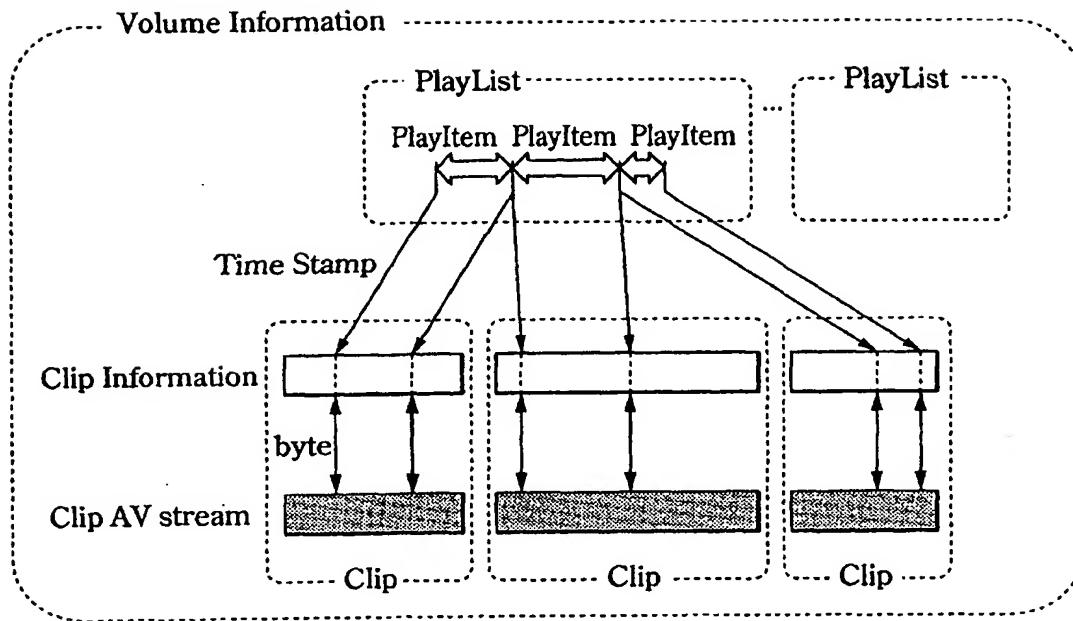 Volume Information
PlayList
...
PlayList
PlayItem PlayItem PlayItem
Time Stamp
Clip Information
byte
Clip AV stream
Clip
Clip
Clip